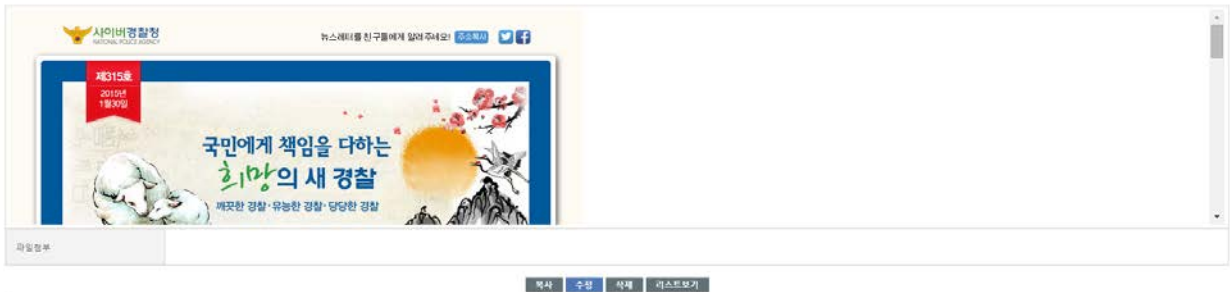 사이버경찰청
NATIONAL POLICE AGENCY
뉴스레터를 친구들에게 알려주세요! 주소복사
제315호
2015년
1월30일
국민에게 책임을 다하는
희망의 새 경찰
깨끗한 경찰·유능한 경찰·당당한 경찰
파일첨부
복사 수정 삭제 리스트보기